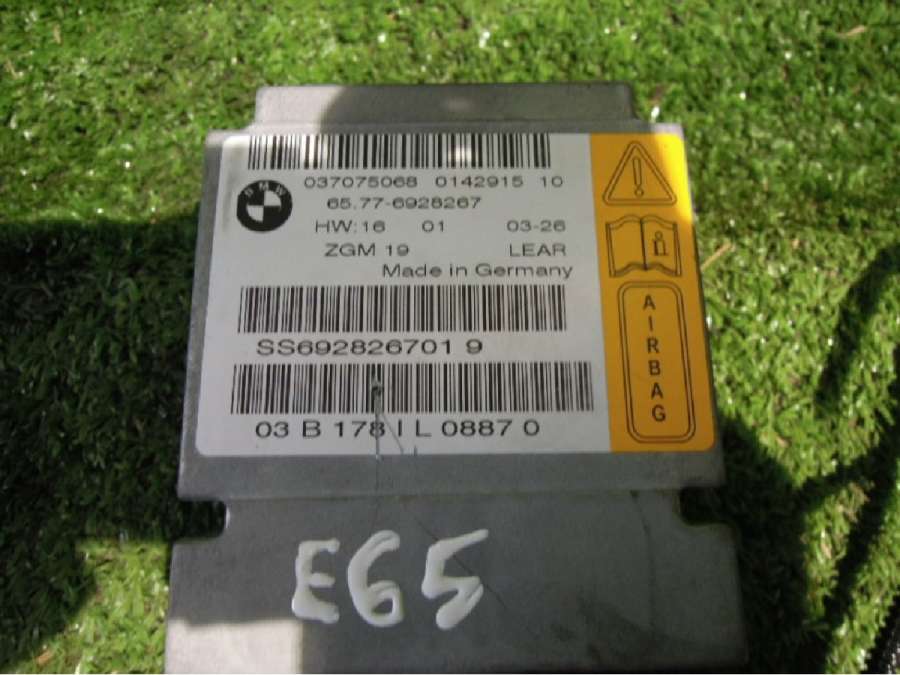 037075068 0142915 10
BMW
65.77-6928267
HW:16 01 03-26
ZGM 19 LEAR
Made in Germany
SS692826701 9
03 B 178 I L 0887 0
AIRBAG
E65